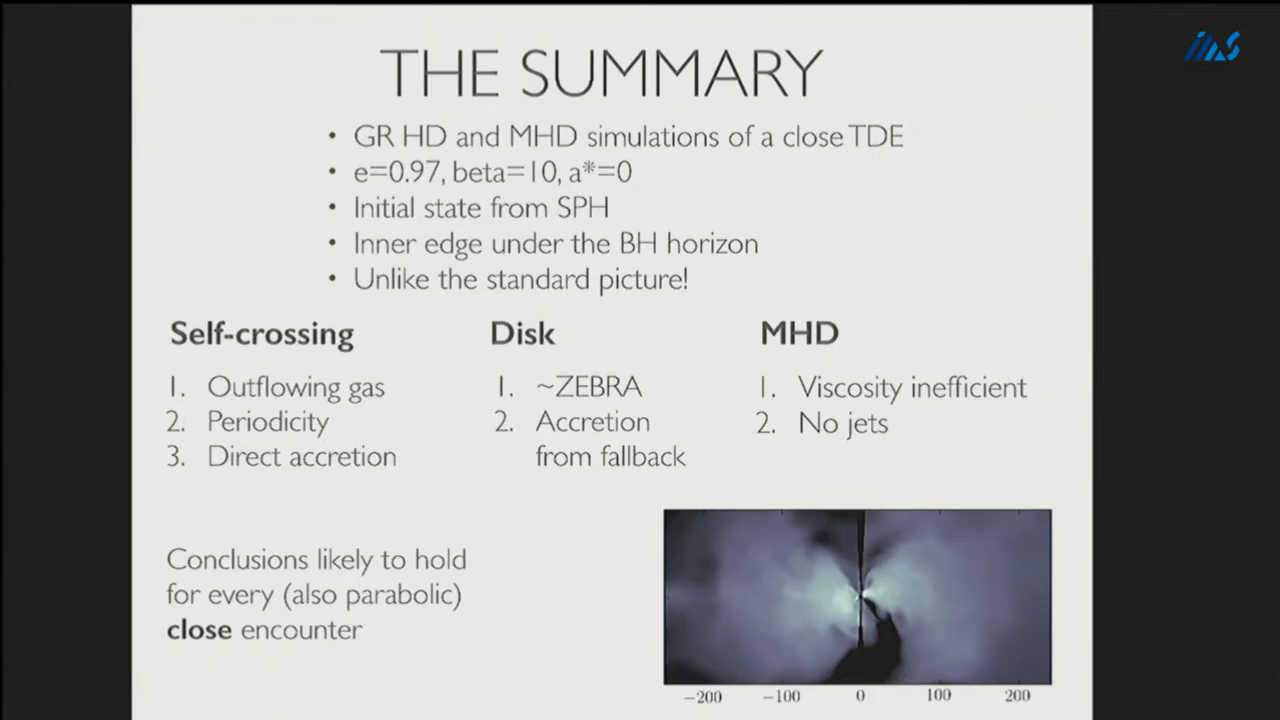 THE SUMMARY
• GR HD and MHD simulations of a close TDE
• e=0.97, beta=10, a*=0
• Initial state from SPH
• Inner edge under the BH horizon
• Unlike the standard picture!
Self-crossing
1. Outflowing gas
2. Periodicity
3. Direct accretion
Disk
1. ~ZEBRA
2. Accretion
from fallback
MHD
1. Viscosity inefficient
2. No jets
Conclusions likely to hold
for every (also parabolic)
close encounter
−200 −100 0 100 200